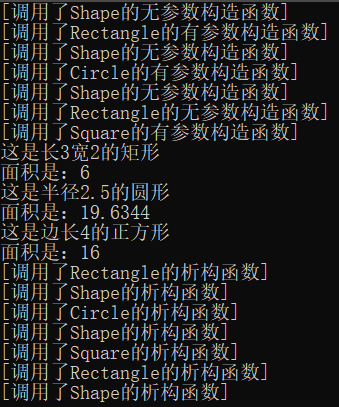 [调用了Shape的无参数构造函数]
[调用了Rectangle的有参数构造函数]
[调用了Shape的无参数构造函数]
[调用了Circle的有参数构造函数]
[调用了Shape的无参数构造函数]
[调用了Rectangle的无参数构造函数]
[调用了Square的有参数构造函数]
这是长3宽2的矩形
面积是: 6
这是半径2.5的圆形
面积是: 19.6344
这是边长4的正方形
面积是: 16
[调用了Rectangle的析构函数]
[调用了Shape的析构函数]
[调用了Circle的析构函数]
[调用了Shape的析构函数]
[调用了Square的析构函数]
[调用了Rectangle的析构函数]
[调用了Shape的析构函数]